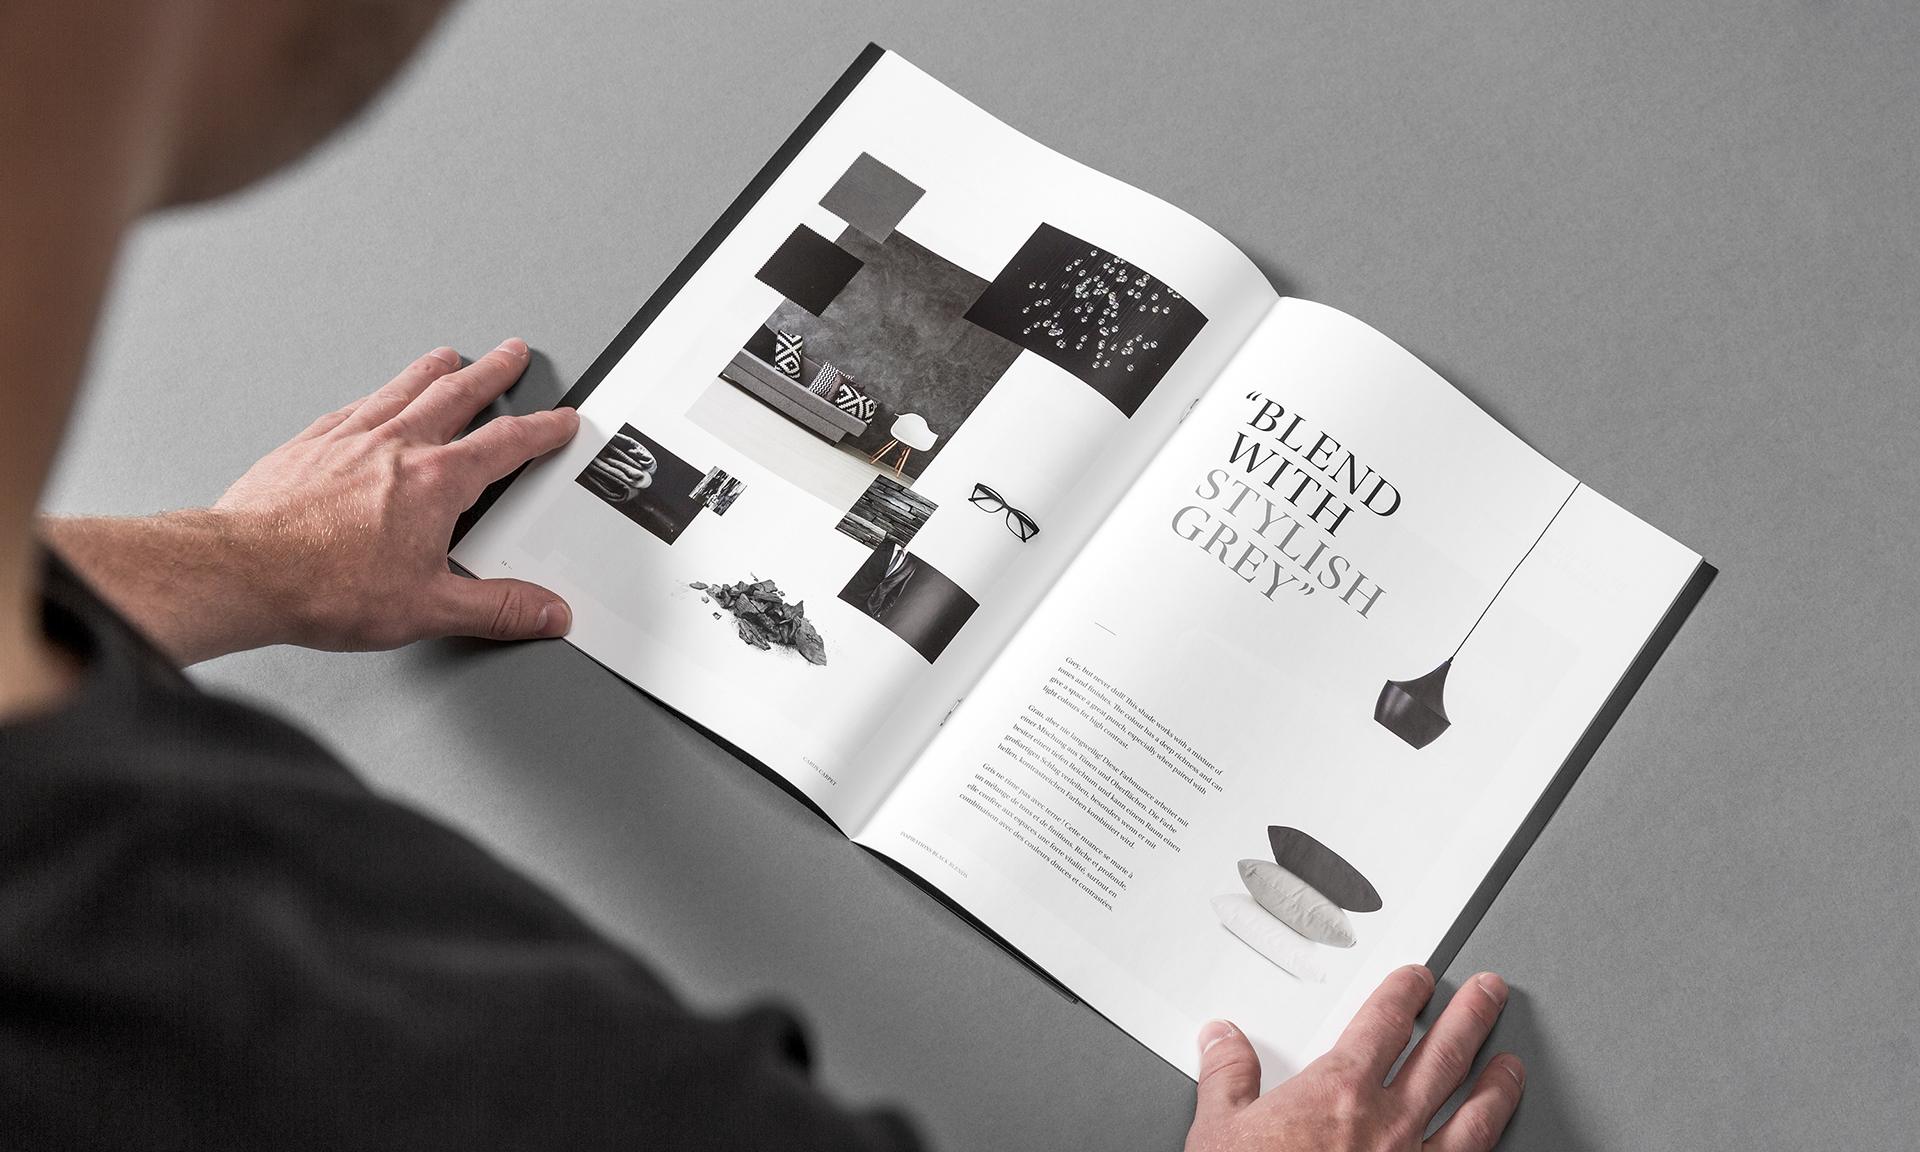 14 —
CARUS CARPET
“BLEND
WITH
STYLISH
GREY”
Grey, but never dull! This shade works with a mixture of
tones and finishes. The colour has a deep richness and can
give a space a great punch, especially when paired with
light colours for high contrast.
Grau, aber nie langweilig! Diese Farbnuance arbeitet mit
einer Mischung aus Tönen und Oberflächen. Die Farbe
besitzt einen tiefen Reichtum und kann einem Raum einen
großartigen Schlag verleihen, besonders wenn er mit
hellen, kontrastreichen Farben kombiniert wird.
Gris ne rime pas avec terne! Cette nuance se marie à
un mélange de tons et de finitions. Riche et profonde,
elle confère aux espaces une forte vitalité, surtout en
combinaison avec des couleurs douces et contrastées.
INSPIRATIONS BLACK BLENDS